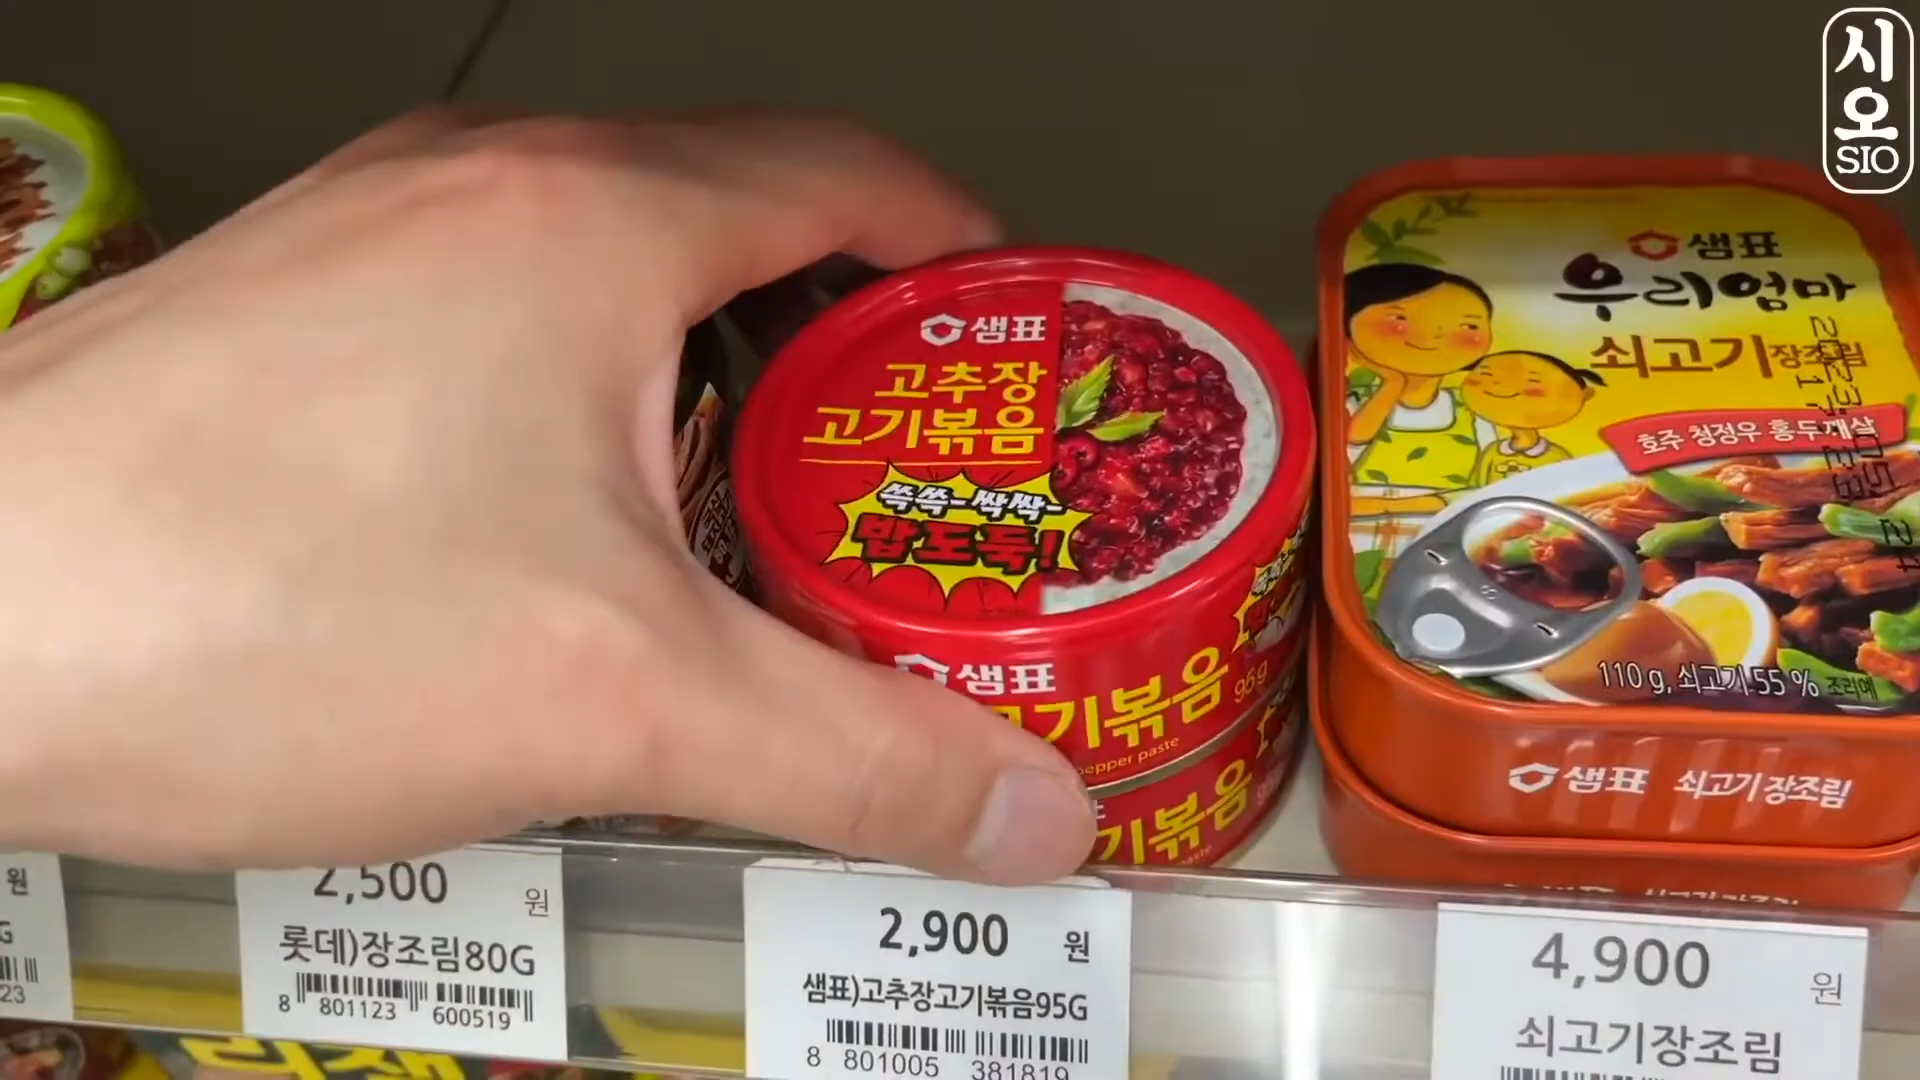 시오
SIO
샘표
고추장
고기볶음
쓱쓱-싹싹-
밥도둑!
샘표
기볶음
95g
pepper paste
기볶음
샘표
우리엄마
쇠고기장조림
호주 청정우 홍두깨살
110 g, 쇠고기 55 %
샘표 쇠고기 장조림
원
G
23
2,500 원
롯데)장조림80G
8 801123 600519
2,900 원
샘표)고추장고기볶음95G
8 801005 381819
4,900 원
쇠고기장조림